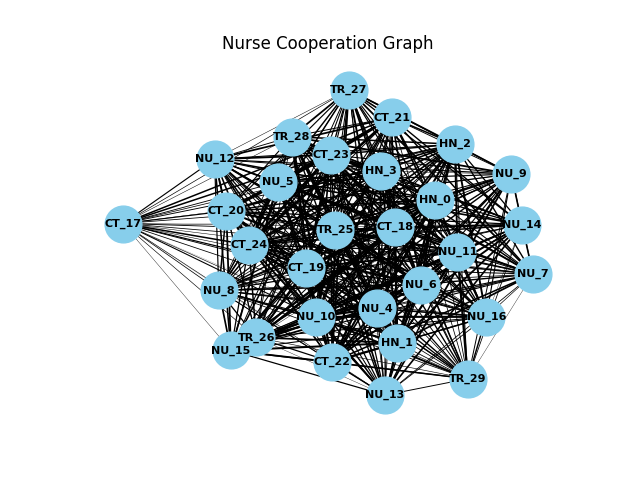 Nurse Cooperation Graph
TR_27
CT_21
TR_28
HN_2
CT_23
NU_12
HN_3
NU_9
NU_5
HN_0
CT_20
CT_17
NU_14
CT_18
TR_25
CT_24
NU_11
CT_19
NU_7
NU_6
NU_8
NU_4
NU_10
NU_16
TR_26
HN_1
NU_15
CT_22
TR_29
NU_13